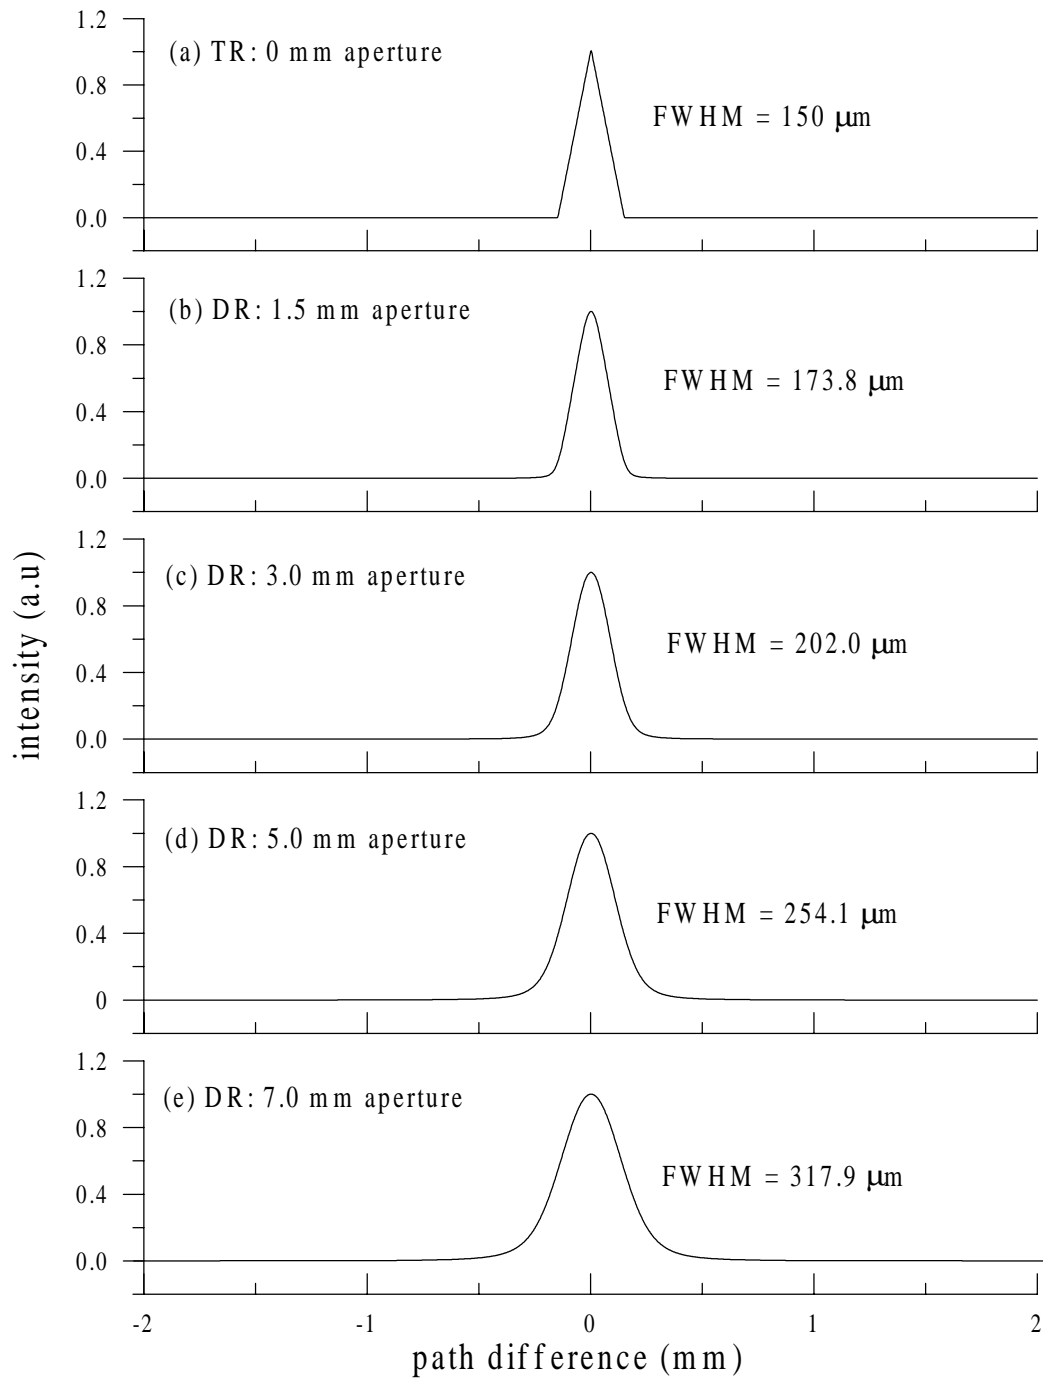 1.2
(a) TR: 0 mm aperture
0.8
FWHM = 150 μm
0.4
0.0
1.2
(b) DR: 1.5 mm aperture
0.8
FWHM = 173.8 μm
0.4
0.0
1.2
(c) DR: 3.0 mm aperture
0.8
FWHM = 202.0 μm
0.4
0.0
intensity (a.u)
1.2
(d) DR: 5.0 mm aperture
0.8
FWHM = 254.1 μm
0.4
0
1.2
(e) DR: 7.0 mm aperture
0.8
FWHM = 317.9 μm
0.4
0.0
-2 -1 0 1 2
path difference (mm)